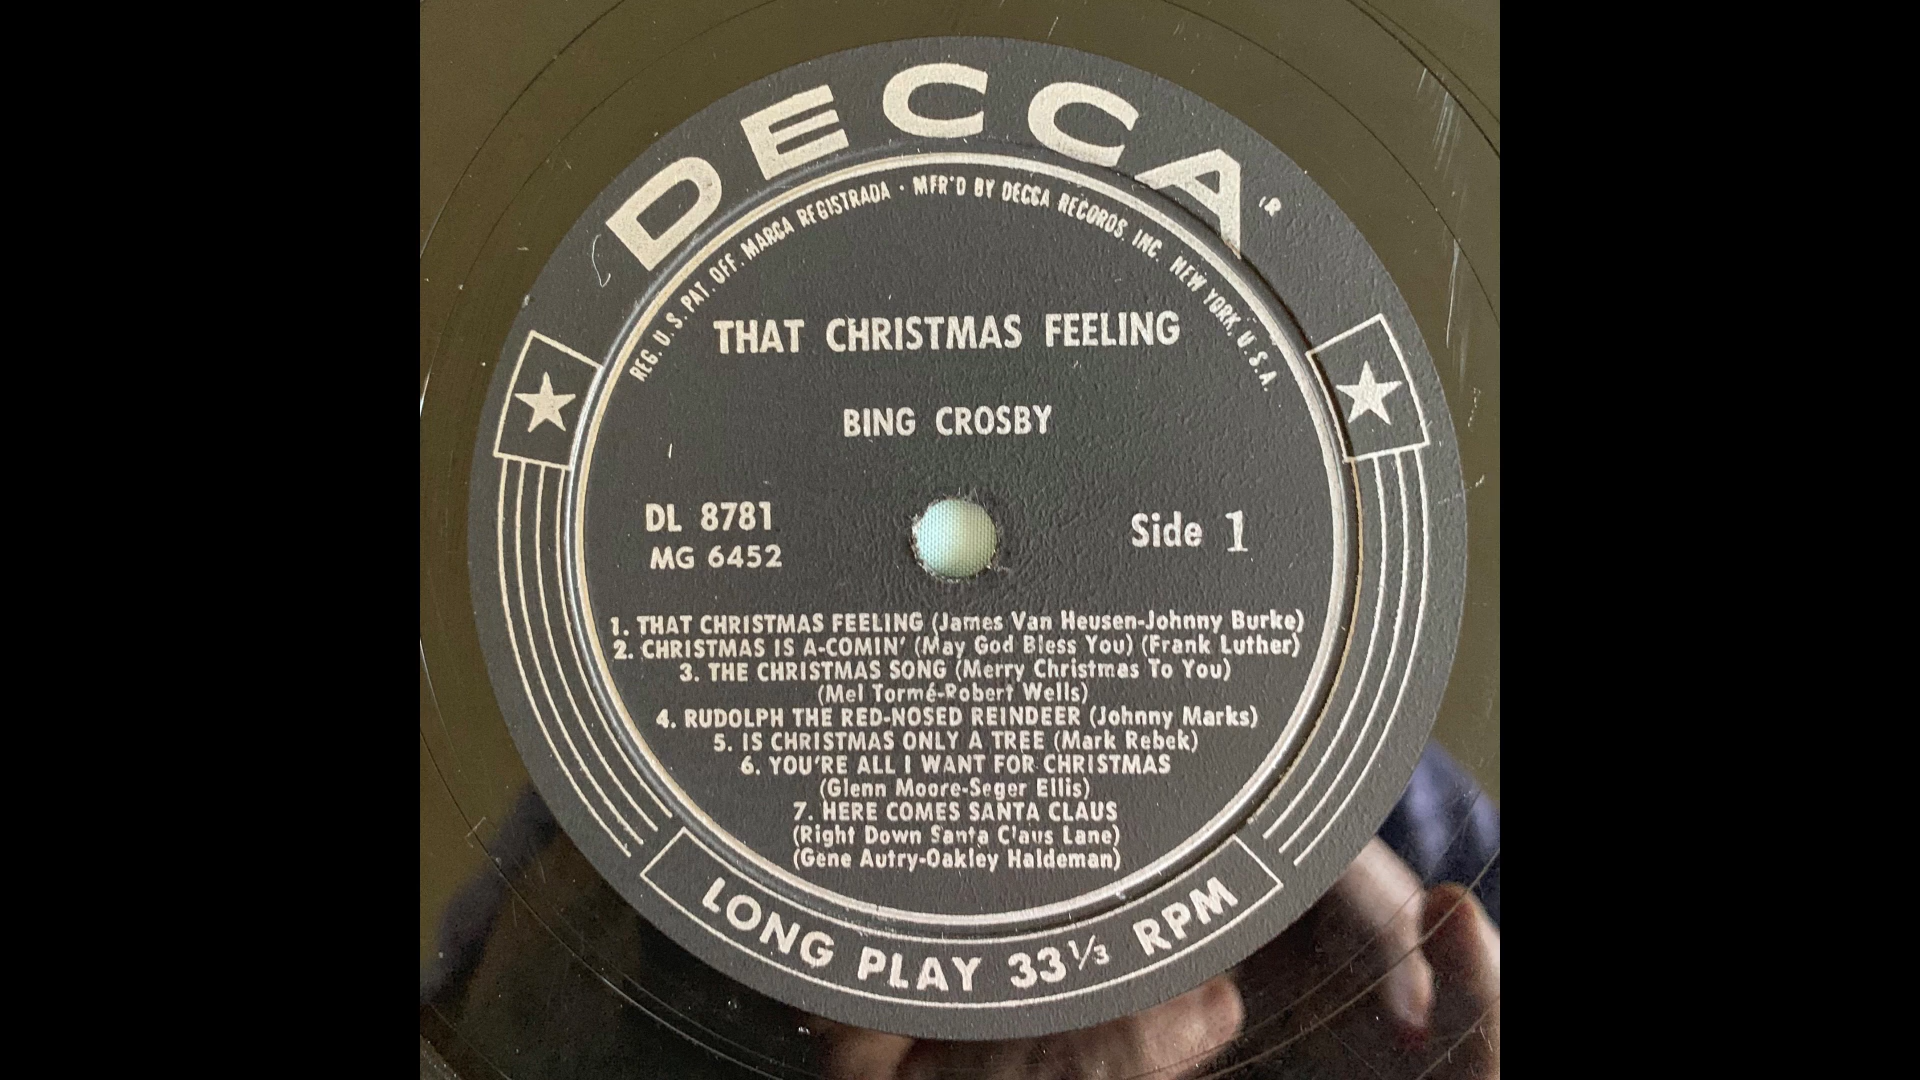 DECCA®
REG. U.S. PAT. OFF. MARCA REGISTRADA · MFR'D BY DECCA RECORDS, INC. NEW YORK, U.S.A.
THAT CHRISTMAS FEELING
BING CROSBY
DL 8781
MG 6452
Side 1
1. THAT CHRISTMAS FEELING (James Van Heusen-Johnny Burke)
2. CHRISTMAS IS A-COMIN' (May God Bless You) (Frank Luther)
3. THE CHRISTMAS SONG (Merry Christmas To You)
(Mel Tormé-Robert Wells)
4. RUDOLPH THE RED-NOSED REINDEER (Johnny Marks)
5. IS CHRISTMAS ONLY A TREE (Mark Rebek)
6. YOU'RE ALL I WANT FOR CHRISTMAS
(Glenn Moore-Seger Ellis)
7. HERE COMES SANTA CLAUS
(Right Down Santa Claus Lane)
(Gene Autry-Oakley Haldeman)
LONG PLAY 33⅓ RPM